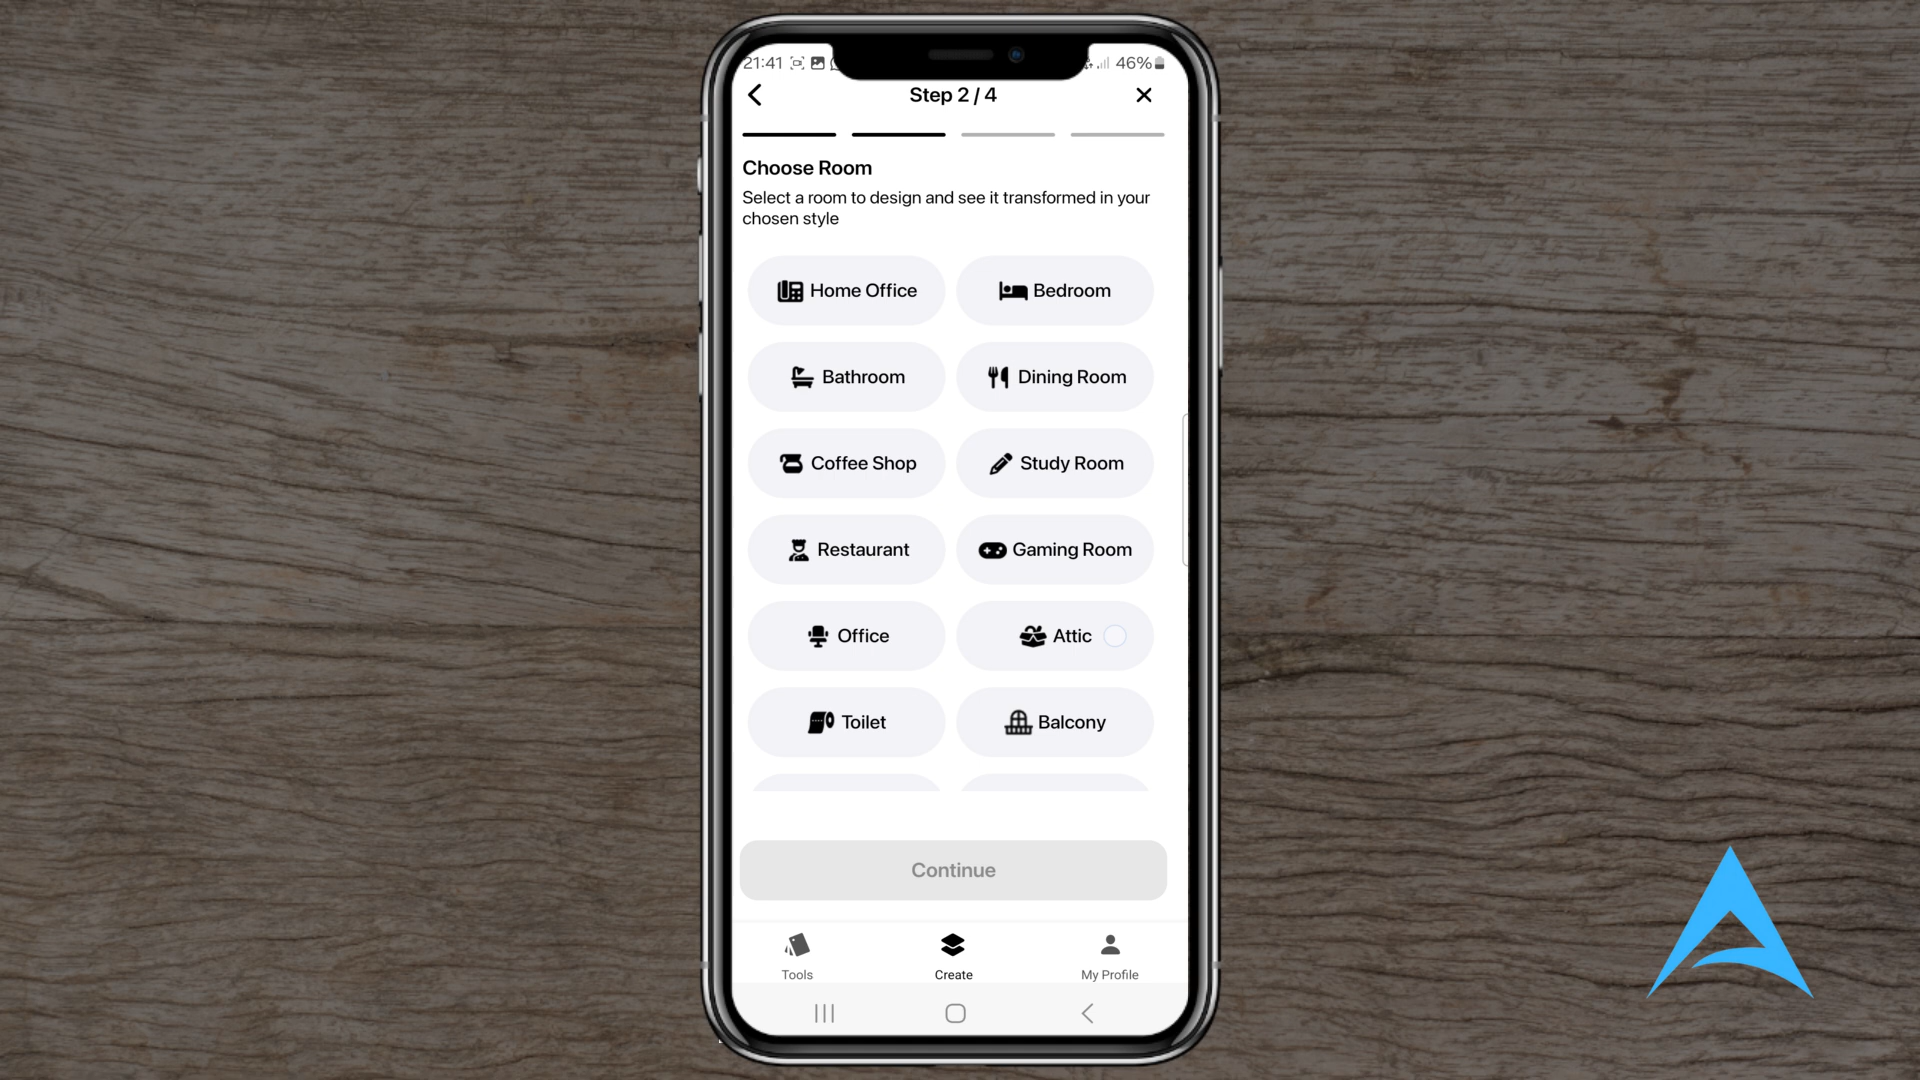 21:41
46%
Step 2 / 4
Choose Room
Select a room to design and see it transformed in your
chosen style
Home Office
Bedroom
Bathroom
Dining Room
Coffee Shop
Study Room
Restaurant
Gaming Room
Office
Attic
Toilet
Balcony
Continue
Tools
Create
My Profile